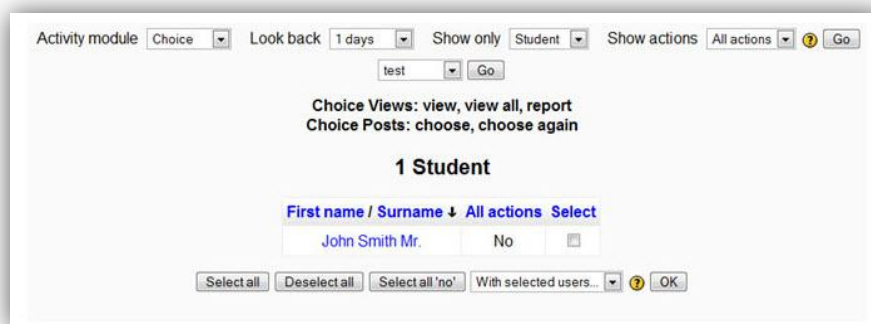 Activity module Choice Look back 1 days Show only Student Show actions All actions ? Go
test Go
Choice Views: view, view all, report
Choice Posts: choose, choose again
1 Student
First name / Surname ↓ All actions Select
John Smith Mr. No
Select all Deselect all Select all 'no' With selected users... ? OK